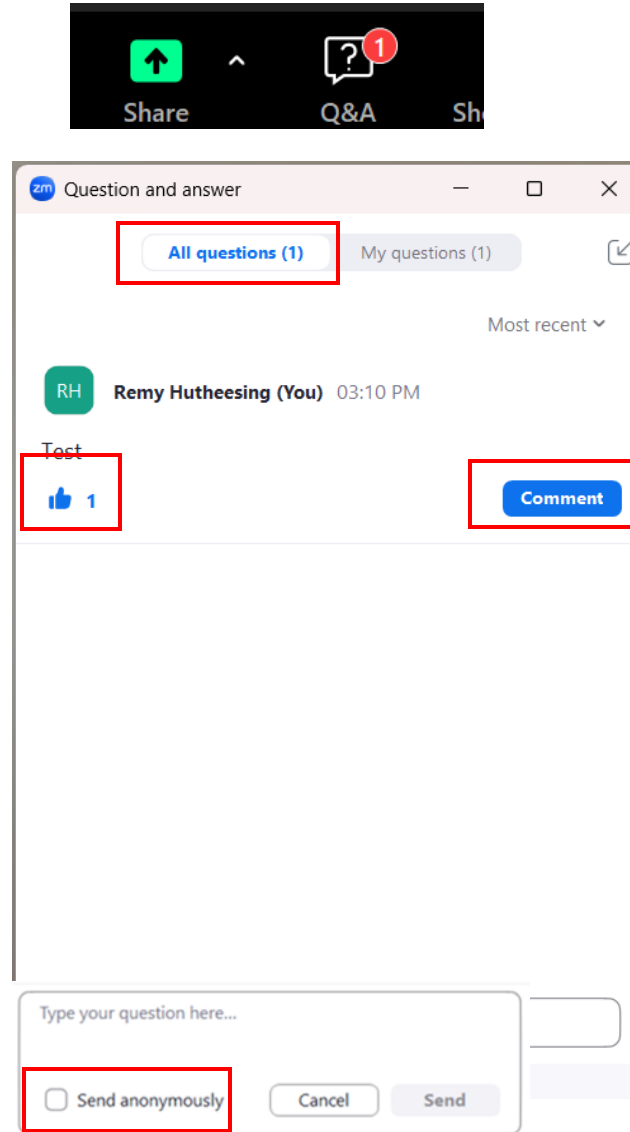 1
Share Q&A
zm Question and answer
All questions (1) My questions (1)
Most recent
RH Remy Hutheesing (You) 03:10 PM
Test
1 Comment
Type your question here...
Send anonymously Cancel Send